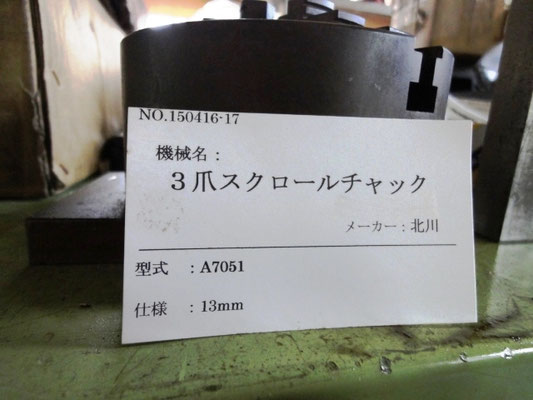 NO.150416-17
機械名：
３爪スクロールチャック
メーカー：北川
型式　：A7051
仕様　：13mm